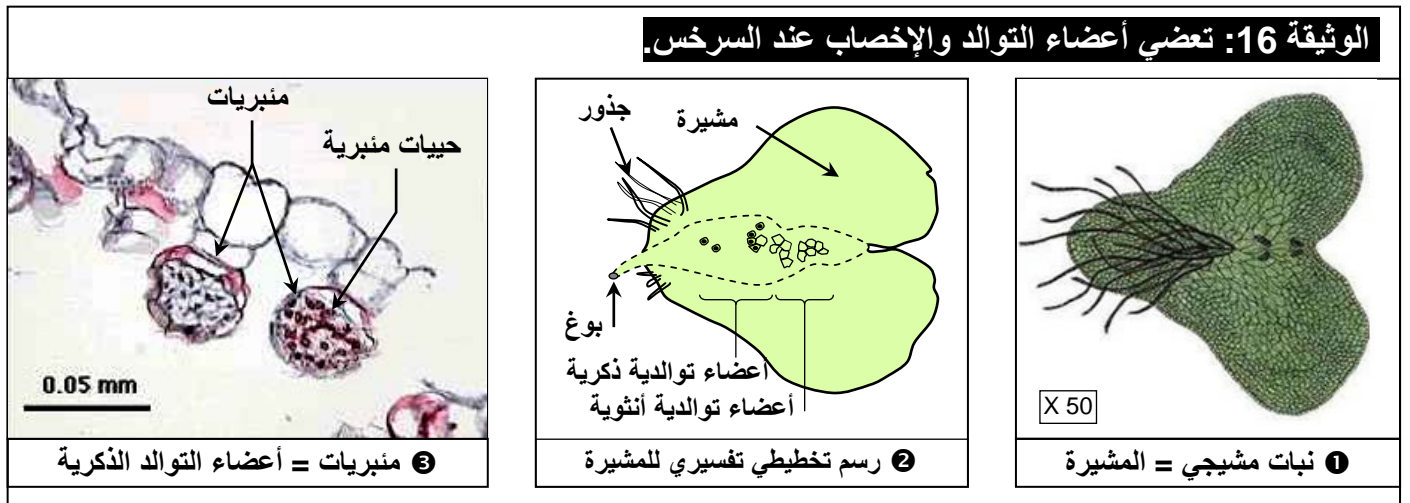 الوثيقة 16: تعضي أعضاء التوالد والإخصاب عند السرخس.
X 50
❶ نبات مشيجي = المشيرة
جذور
مشيرة
بوغ
أعضاء توالدية ذكرية
أعضاء توالدية أنثوية
❷ رسم تخطيطي تفسيري للمشيرة
مئبريات
حييات مئبرية
0.05 mm
❸ مئبريات = أعضاء التوالد الذكرية